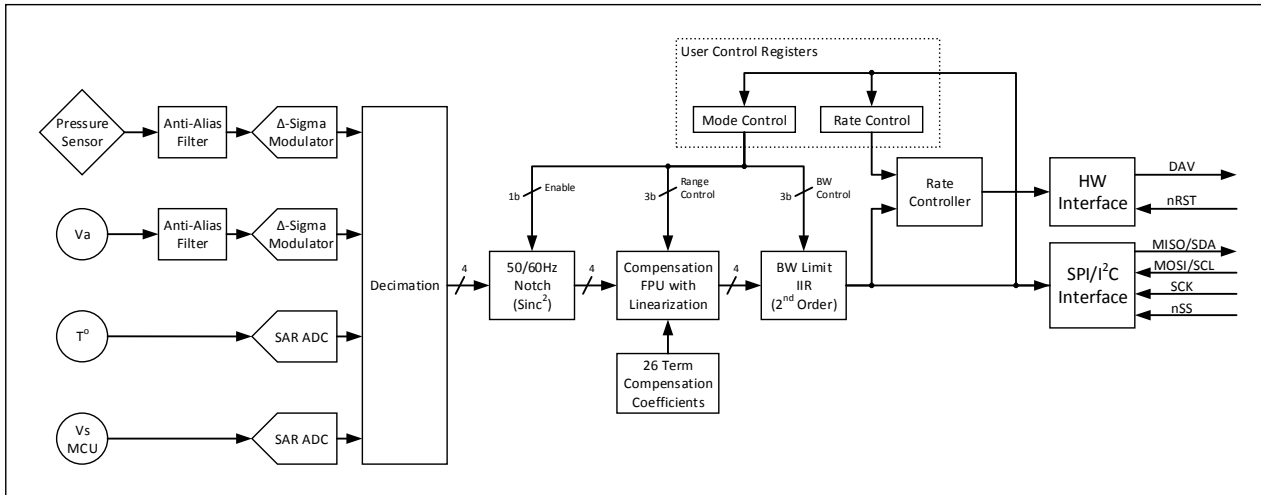 User Control Registers
Mode Control
Rate Control
Pressure
Sensor
Anti-Alias
Filter
Δ-Sigma
Modulator
Va
Anti-Alias
Filter
Δ-Sigma
Modulator
T°
SAR ADC
Vs
MCU
SAR ADC
Decimation
4
1b
Enable
50/60Hz
Notch
(Sinc²)
4
3b
Range
Control
Compensation
FPU with
Linearization
26 Term
Compensation
Coefficients
4
3b
BW
Control
BW Limit
IIR
(2nd Order)
Rate
Controller
HW
Interface
DAV
nRST
SPI/I²C
Interface
MISO/SDA
MOSI/SCL
SCK
nSS